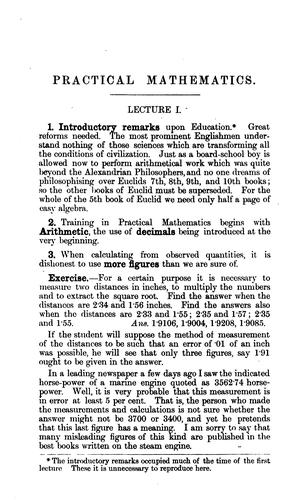 PRACTICAL MATHEMATICS.
LECTURE I.
1. Introductory remarks upon Education.* Great
reforms needed. The most prominent Englishmen under-
stand nothing of those sciences which are transforming all
the conditions of civilization. Just as a board-school boy is
allowed now to perform arithmetical work which was quite
beyond the Alexandrian Philosophers, and no one dreams of
philosophising over Euclids 7th, 8th, 9th, and 10th books;
so the other books of Euclid must be superseded. For the
whole of the 5th book of Euclid we need only half a page of
easy algebra.
2. Training in Practical Mathematics begins with
Arithmetic, the use of decimals being introduced at the
very beginning.
3. When calculating from observed quantities, it is
dishonest to use more figures than we are sure of.
Exercise.—For a certain purpose it is necessary to
measure two distances in inches, to multiply the numbers
and to extract the square root. Find the answer when the
distances are 2·34 and 1·56 inches. Find the answers also
when the distances are 2·33 and 1·55; 2·35 and 1·57; 2·35
and 1·55. Ans. 1·9106, 1·9004, 1·9208, 1·9085.
If the student will suppose the method of measurement
of the distances to be such that an error of ·01 of an inch
was possible, he will see that only three figures, say 1·91
ought to be given in the answer.
In a leading newspaper a few days ago I saw the indicated
horse-power of a marine engine quoted as 3562·74 horse-
power. Well, it is very probable that this measurement is
in error at least 5 per cent. That is, the person who made
the measurements and calculations is not sure whether the
answer might not be 3700 or 3400, and yet he pretends
that this last figure has a meaning. I am sorry to say that
many misleading figures of this kind are published in the
best books written on the steam engine.
* The introductory remarks occupied much of the time of the first
lecture These it is unnecessary to reproduce here.